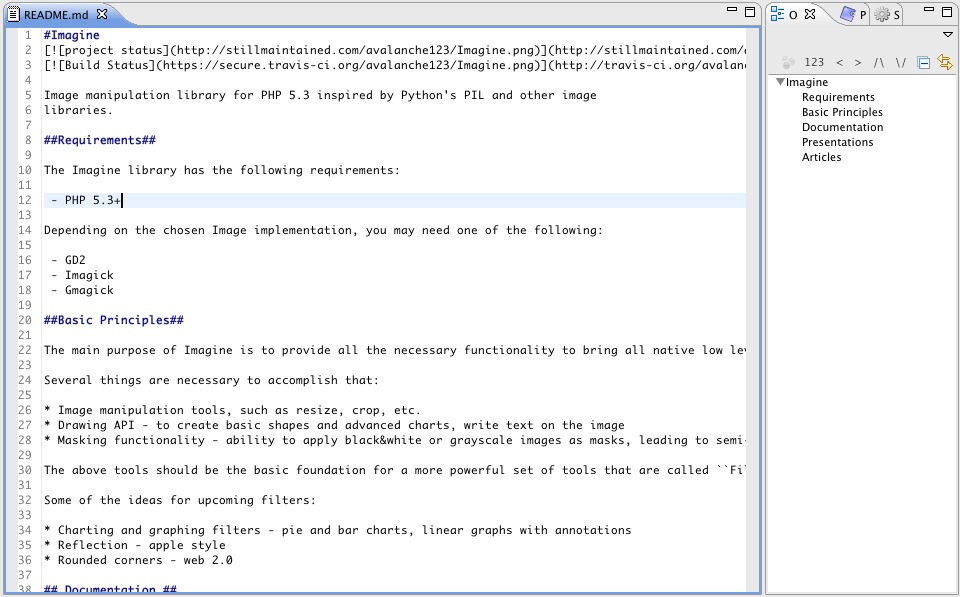 README.md
O
P
S
123 < > /\ \/
1 #Imagine
2 [![project status](http://stillmaintained.com/avalanche123/Imagine.png)](http://stillmaintained.com/
3 [![Build Status](https://secure.travis-ci.org/avalanche123/Imagine.png)](http://travis-ci.org/avalan
4
5 Image manipulation library for PHP 5.3 inspired by Python's PIL and other image
6 libraries.
7
8 ##Requirements##
9
10 The Imagine library has the following requirements:
11
12 - PHP 5.3+
13
14 Depending on the chosen Image implementation, you may need one of the following:
15
16 - GD2
17 - Imagick
18 - Gmagick
19
20 ##Basic Principles##
21
22 The main purpose of Imagine is to provide all the necessary functionality to bring all native low lev
23
24 Several things are necessary to accomplish that:
25
26 * Image manipulation tools, such as resize, crop, etc.
27 * Drawing API - to create basic shapes and advanced charts, write text on the image
28 * Masking functionality - ability to apply black&white or grayscale images as masks, leading to semi-
29
30 The above tools should be the basic foundation for a more powerful set of tools that are called ``Fil
31
32 Some of the ideas for upcoming filters:
33
34 * Charting and graphing filters - pie and bar charts, linear graphs with annotations
35 * Reflection - apple style
36 * Rounded corners - web 2.0
37
38 ## Documentation ##
Imagine
Requirements
Basic Principles
Documentation
Presentations
Articles